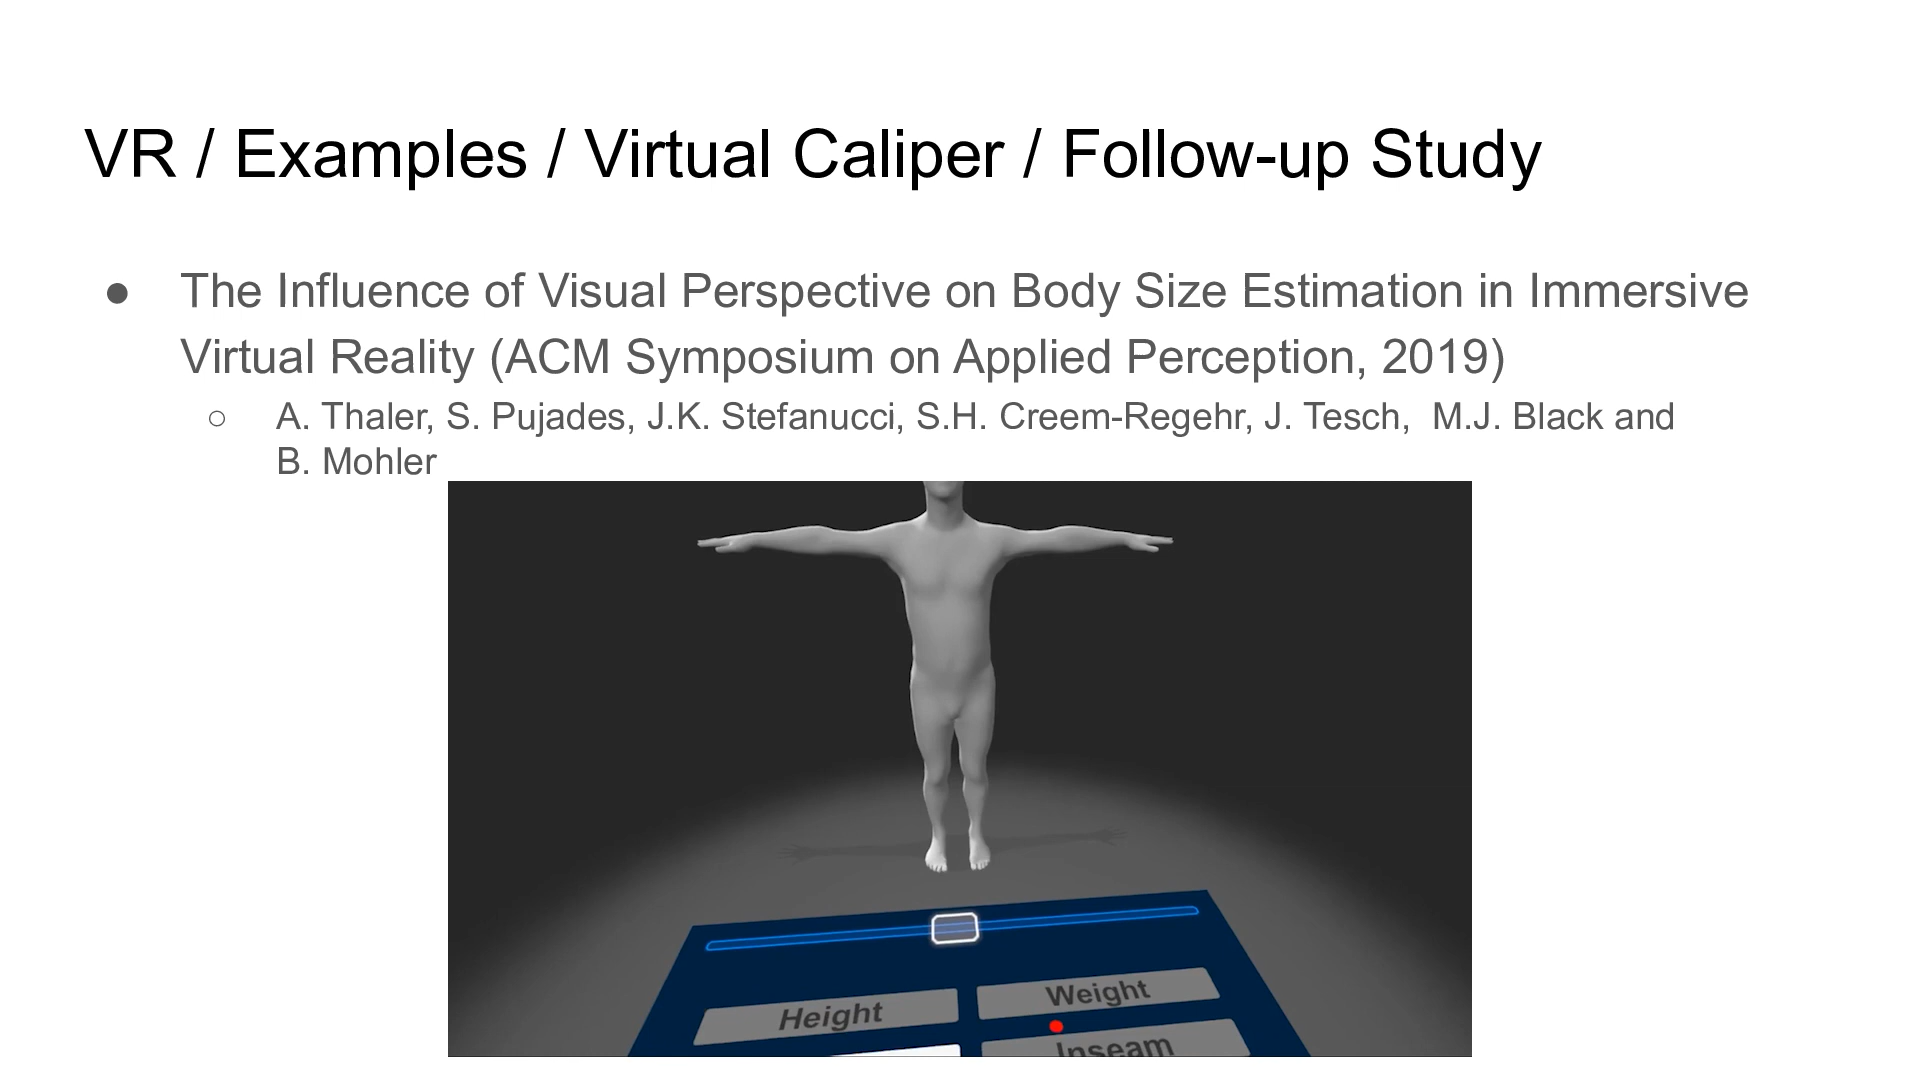 VR / Examples / Virtual Caliper / Follow-up Study
● The Influence of Visual Perspective on Body Size Estimation in Immersive
Virtual Reality (ACM Symposium on Applied Perception, 2019)
○ A. Thaler, S. Pujades, J.K. Stefanucci, S.H. Creem-Regehr, J. Tesch,  M.J. Black and
B. Mohler
Height
Weight
Inseam